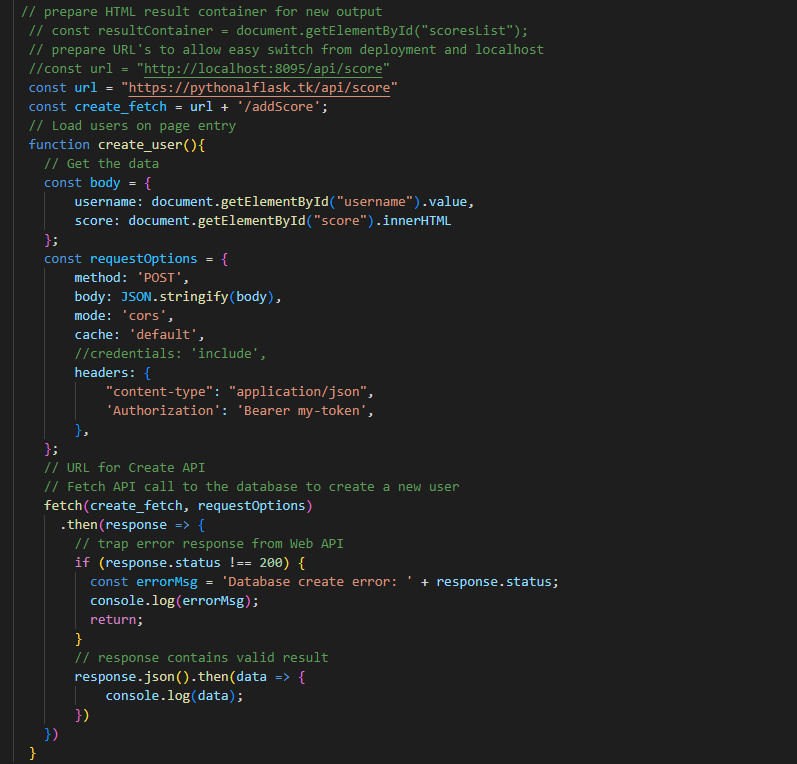 // prepare HTML result container for new output
// const resultContainer = document.getElementById("scoresList");
// prepare URL's to allow easy switch from deployment and localhost
//const url = "http://localhost:8095/api/score"
const url = "https://pythonalflask.tk/api/score"
const create_fetch = url + '/addScore';
// Load users on page entry
function create_user(){
// Get the data
const body = {
username: document.getElementById("username").value,
score: document.getElementById("score").innerHTML
};
const requestOptions = {
method: 'POST',
body: JSON.stringify(body),
mode: 'cors',
cache: 'default',
//credentials: 'include',
headers: {
"content-type": "application/json",
'Authorization': 'Bearer my-token',
},
};
// URL for Create API
// Fetch API call to the database to create a new user
fetch(create_fetch, requestOptions)
.then(response => {
// trap error response from Web API
if (response.status !== 200) {
const errorMsg = 'Database create error: ' + response.status;
console.log(errorMsg);
return;
}
// response contains valid result
response.json().then(data => {
console.log(data);
})
})
}